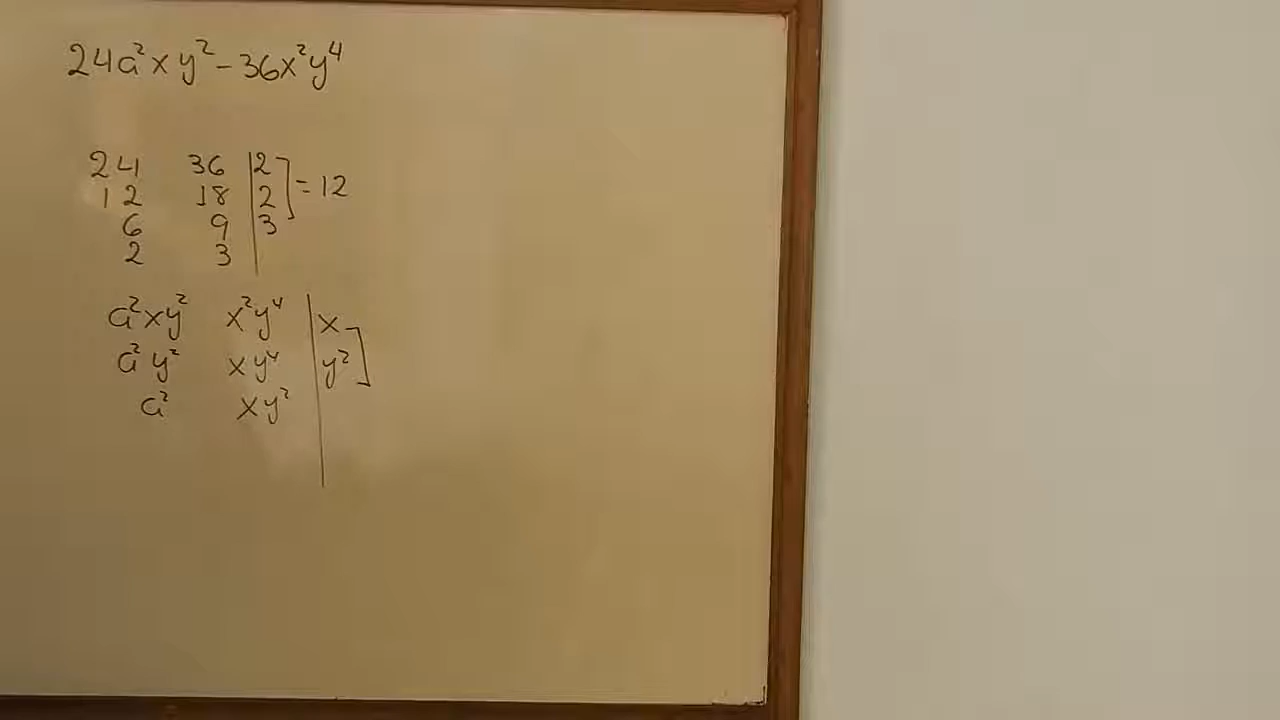 24a²xy² - 36x²y⁴
24 36 | 2 ] = 12
12 18 | 2
6 9 | 3
2 3
a²xy² x²y⁴ | x ]
a²y² xy⁴ | y²
a² xy²